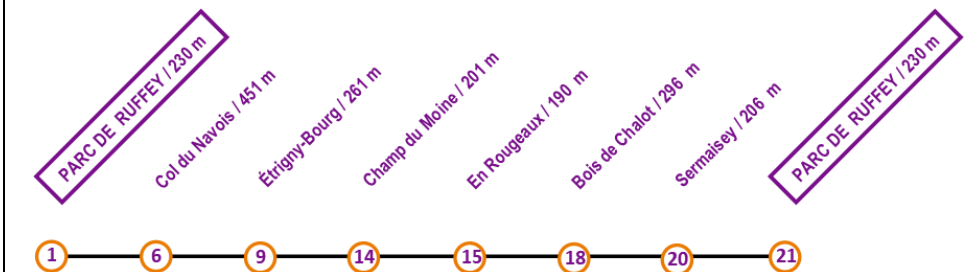 PARC DE RUFFEY / 230 m
Col du Navois / 451 m
Étrigny-Bourg / 261 m
Champ du Moine / 201 m
En Rougeaux / 190 m
Bois de Chalot / 296 m
Sermaisey / 206 m
PARC DE RUFFEY / 230 m
1 6 9 14 15 18 20 21